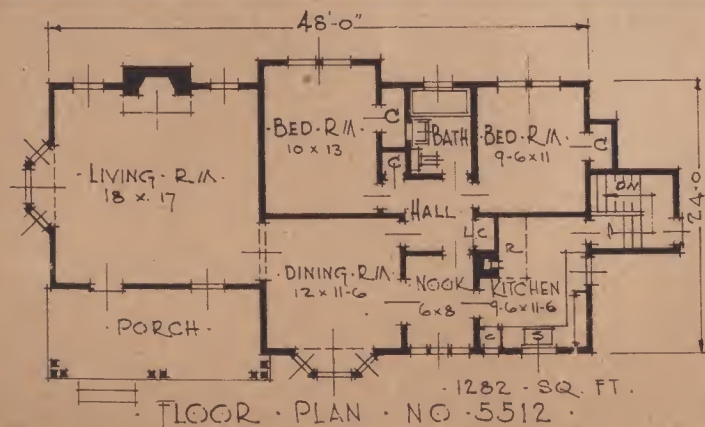 48'-0"
BED·RM·
10 x 13
C
BATH
BED·RM·
9-6x11
C
·LIVING·RM·
18 x 17
C
DN
HALL
24-0
LC
R
DINING·RM·
12 x 11-6
NOOK
6x8
KITCHEN
9-6x11-6
·PORCH·
C
S
·1282·SQ. FT.
·FLOOR·PLAN·NO·5512·